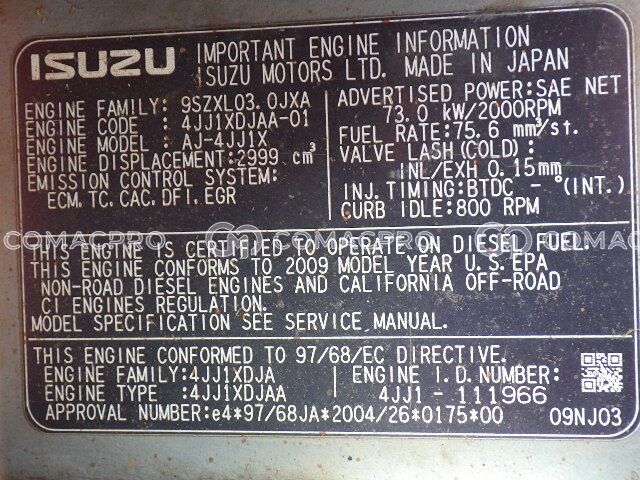 ISUZU
IMPORTANT ENGINE INFORMATION
ISUZU MOTORS LTD. MADE IN JAPAN
ENGINE FAMILY: 9SZXL03.0JXA
ENGINE CODE : 4JJ1XDJAA-01
ENGINE MODEL : AJ-4JJ1X
ENGINE DISPLACEMENT:2999 cm³
EMISSION CONTROL SYSTEM:
ECM.TC.CAC.DFI.EGR
ADVERTISED POWER:SAE NET
73.0 kW/2000RPM
FUEL RATE:75.6 mm³/st.
VALVE LASH(COLD):
INL/EXH 0.15mm
INJ.TIMING:BTDC - °(INT.)
CURB IDLE:800 RPM
COMACPRO COMACPRO COMACPRO
THIS ENGINE IS CERTIFIED TO OPERATE ON DIESEL FUEL.
THIS ENGINE CONFORMS TO 2009 MODEL YEAR U.S.EPA
NON-ROAD DIESEL ENGINES AND CALIFORNIA OFF-ROAD
CI ENGINES REGULATION.
MODEL SPECIFICATION SEE SERVICE MANUAL.
THIS ENGINE CONFORMED TO 97/68/EC DIRECTIVE.
ENGINE FAMILY:4JJ1XDJA
ENGINE TYPE :4JJ1XDJAA
ENGINE I.D.NUMBER
4JJ1 - 111966
APPROVAL NUMBER:e4*97/68JA*2004/26*0175*00
09NJ03